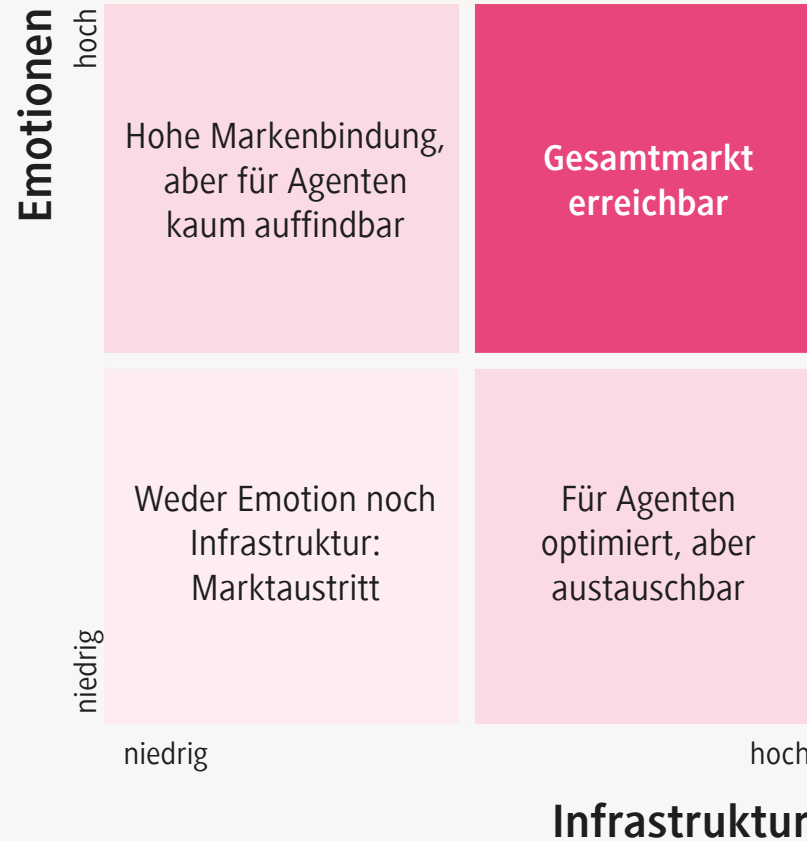 Emotionen
hoch
Hohe Markenbindung,
aber für Agenten
kaum auffindbar
Gesamtmarkt
erreichbar
Weder Emotion noch
Infrastruktur:
Marktaustritt
Für Agenten
optimiert, aber
austauschbar
niedrig
niedrig
hoch
Infrastruktur